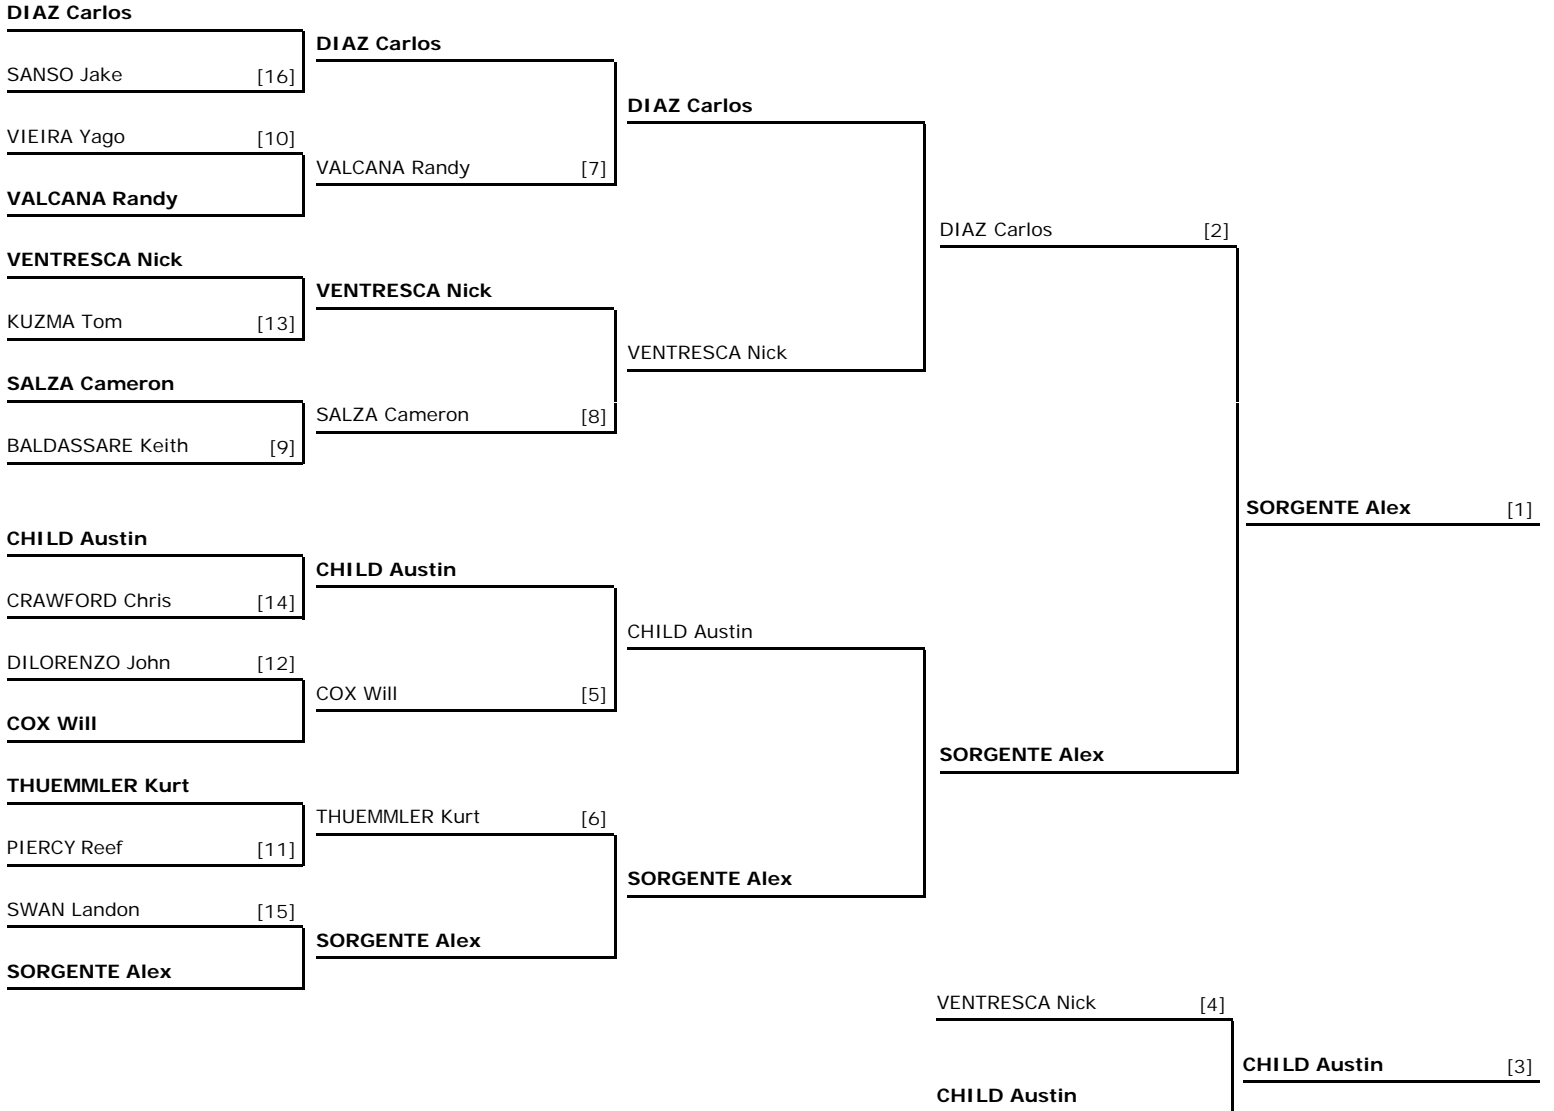 DIAZ Carlos
SANSO Jake [16]
VIEIRA Yago [10]
VALCANA Randy
VENTRESCA Nick
KUZMA Tom [13]
SALZA Cameron
BALDASSARE Keith [9]
CHILD Austin
CRAWFORD Chris [14]
DILORENZO John [12]
COX Will
THUEMMLER Kurt
PIERCY Reef [11]
SWAN Landon [15]
SORGENTE Alex
DIAZ Carlos
VALCANA Randy [7]
VENTRESCA Nick
SALZA Cameron [8]
CHILD Austin
COX Will [5]
THUEMMLER Kurt [6]
SORGENTE Alex
DIAZ Carlos
VENTRESCA Nick
CHILD Austin
SORGENTE Alex
DIAZ Carlos [2]
SORGENTE Alex
SORGENTE Alex [1]
VENTRESCA Nick [4]
CHILD Austin
CHILD Austin [3]